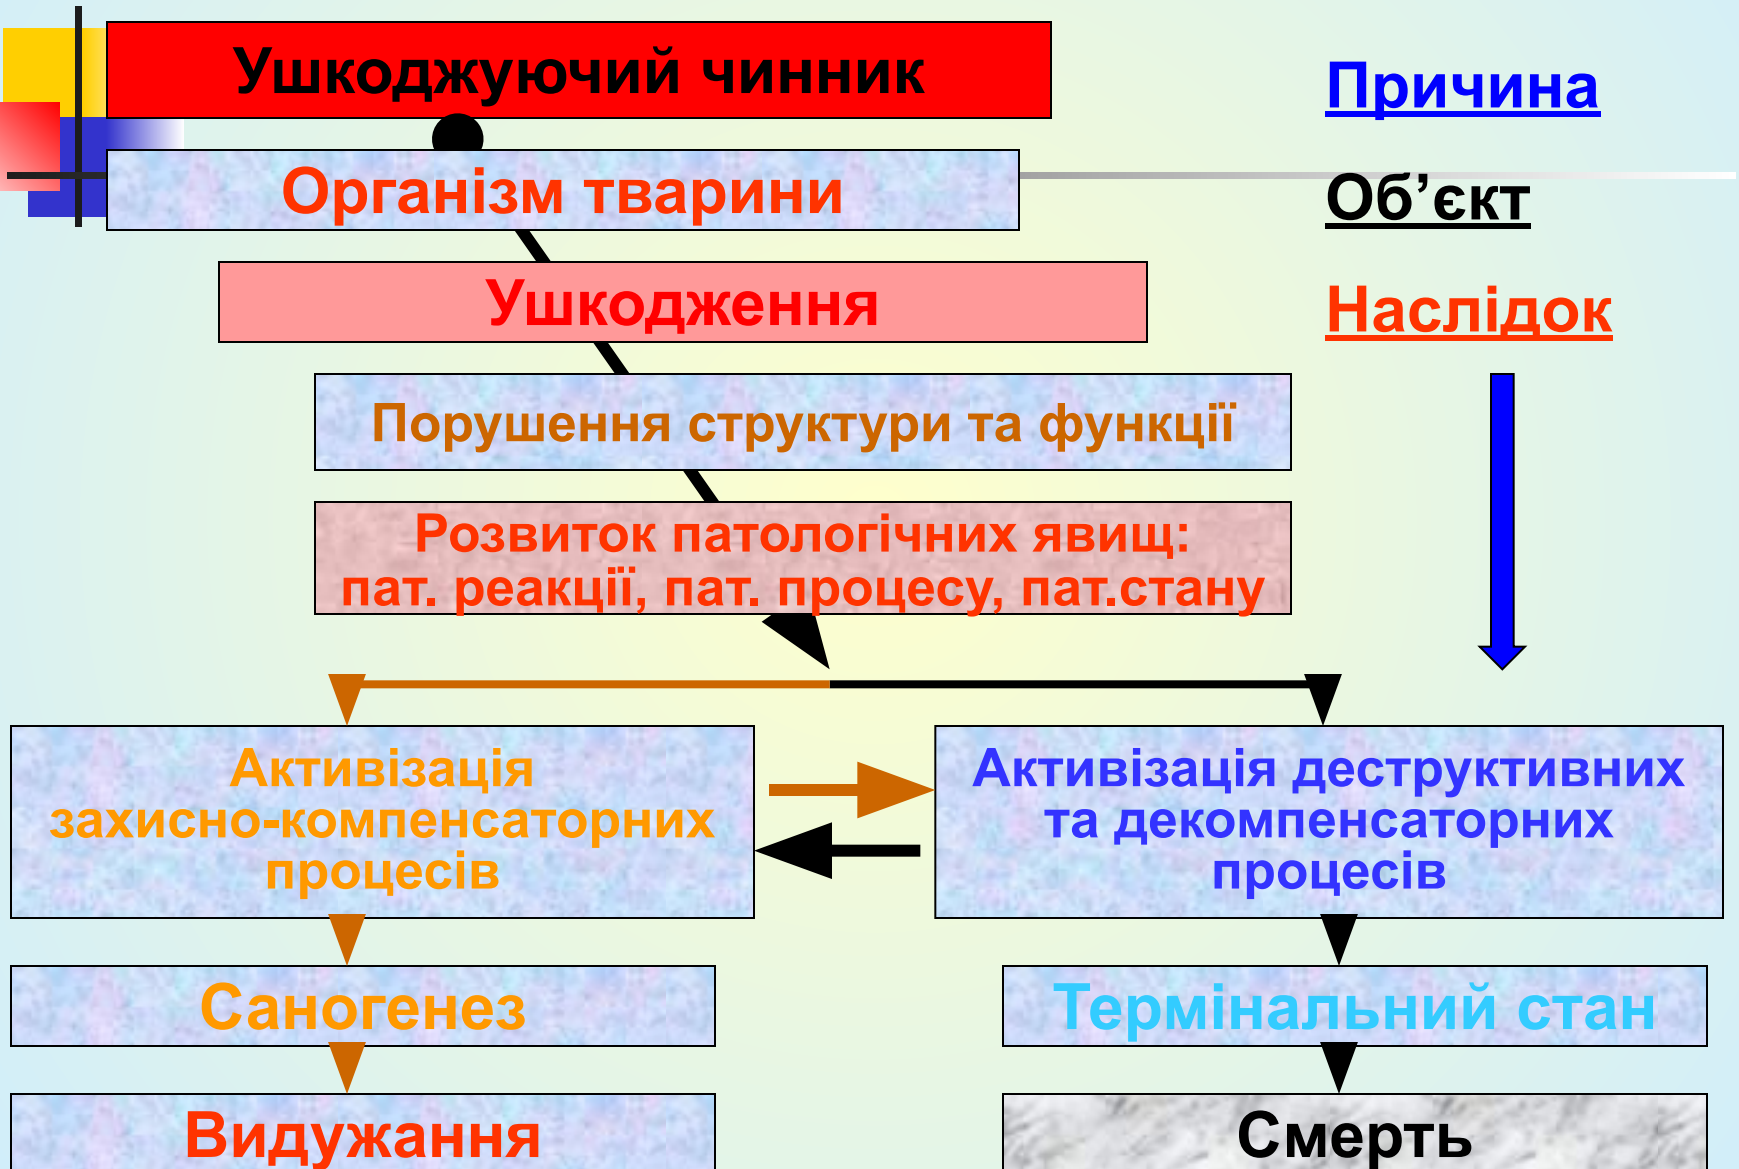 Ушкоджуючий чинник
Причина
Організм тварини
Об’єкт
Ушкодження
Наслідок
Порушення структури та функції
Розвиток патологічних явищ:
пат. реакції, пат. процесу, пат.стану
Активізація
захисно-компенсаторних
процесів
Активізація деструктивних
та декомпенсаторних
процесів
Саногенез
Термінальний стан
Видужання
Смерть